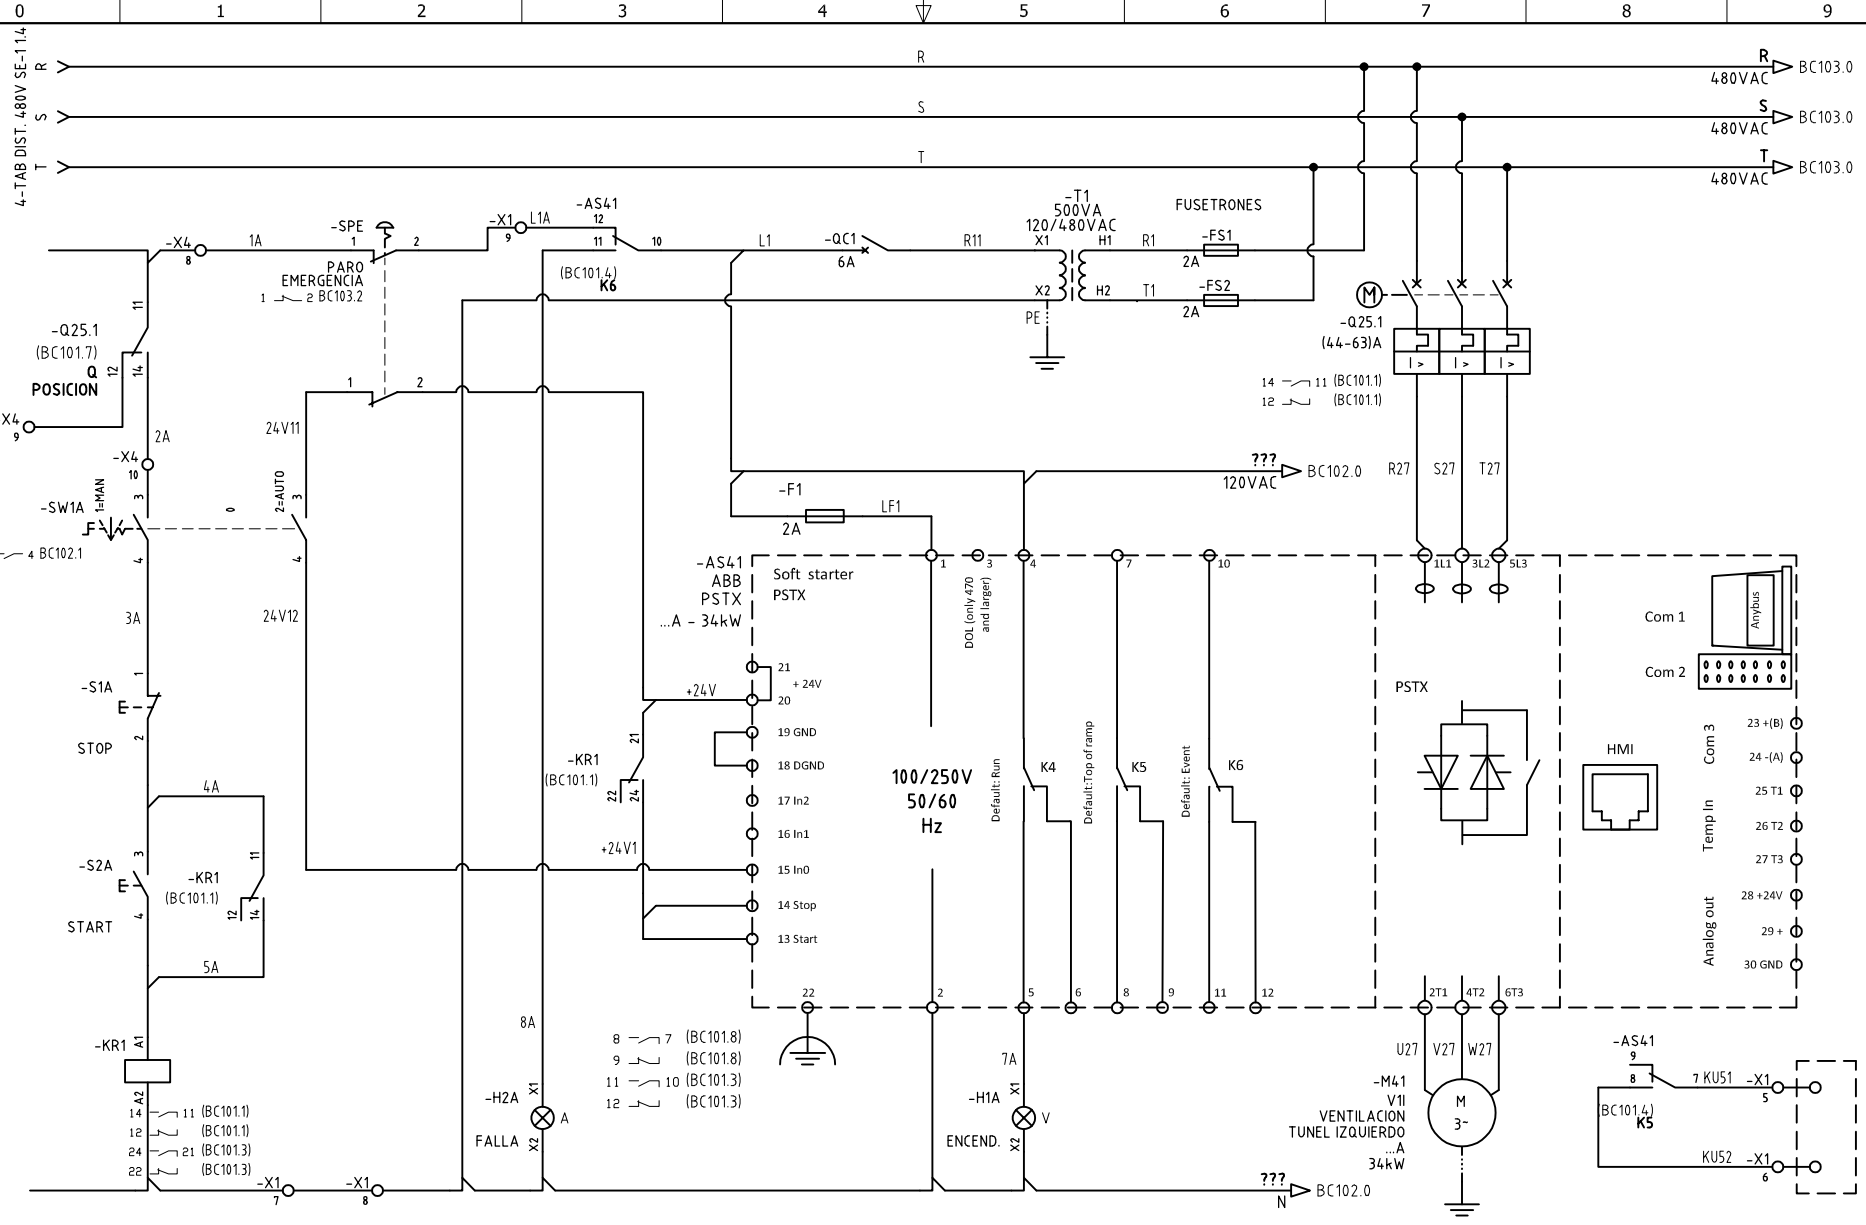 0 1 2 3 4 5 6 7 8 9
4-TAB DIST. 480V SE-1 1.4
R R R BC103.0
480VAC
S S S BC103.0
480VAC
T T T BC103.0
480VAC
-X4
8
1A
-SPE
1 2
PARO
EMERGENCIA
1 2 BC103.2
-X1
9
L1A
-AS41
12
11 10
(BC101.4)
K6
L1
-QC1
6A
R11
-T1
500VA
120/480VAC
X1 H1
X2 H2
PE
R1
T1
FUSETRONES
-FS1
2A
-FS2
2A
M
-Q25.1
(44-63)A
I > I > I >
14 11 (BC101.1)
12 (BC101.1)
R27 S27 T27
11
-Q25.1
(BC101.7)
Q
POSICION
12 14
X4
9
2A
-X4
10
-SW1A
1=MAN
3
0
2=AUTO
3
4 BC102.1
4
4
1 2
24V11
24V12
3A
1
-S1A
2
STOP
4A
3
-S2A
4
START
11
-KR1
(BC101.1)
12 14
5A
-KR1
A1
A2
14 11 (BC101.1)
12 (BC101.1)
24 21 (BC101.3)
22 (BC101.3)
-X1
7
-X1
8
???
120VAC
BC102.0
-F1
2A
LF1
-AS41
ABB
PSTX
...A - 34kW
Soft starter
PSTX
1 3 4 7 10
DOL (only 470
and larger)
21
+ 24V
20
19 GND
18 DGND
17 In2
16 In1
15 In0
14 Stop
13 Start
+24V
21
-KR1
(BC101.1)
22 24
+24V1
100/250V
50/60
Hz
Default: Run
K4
Default:Top of ramp
K5
Default: Event
K6
22 2 5 6 8 9 11 12
1L1 3L2 5L3
PSTX
2T1 4T2 6T3
Com 1
Anybus
Com 2
HMI
Com 3
23 +(B)
24 -(A)
Temp In
25 T1
26 T2
27 T3
Analog out
28 +24V
29 +
30 GND
8A
8 7 (BC101.8)
9 (BC101.8)
11 10 (BC101.3)
12 (BC101.3)
-H2A
X1
A
FALLA
X2
7A
-H1A
X1
V
ENCEND.
X2
???
N
BC102.0
U27 V27 W27
-M41
V1I
VENTILACION
TUNEL IZQUIERDO
...A
34kW
M
3~
-AS41
9
8 7 KU51 -X1
5
(BC101.4)
K5
KU52 -X1
6